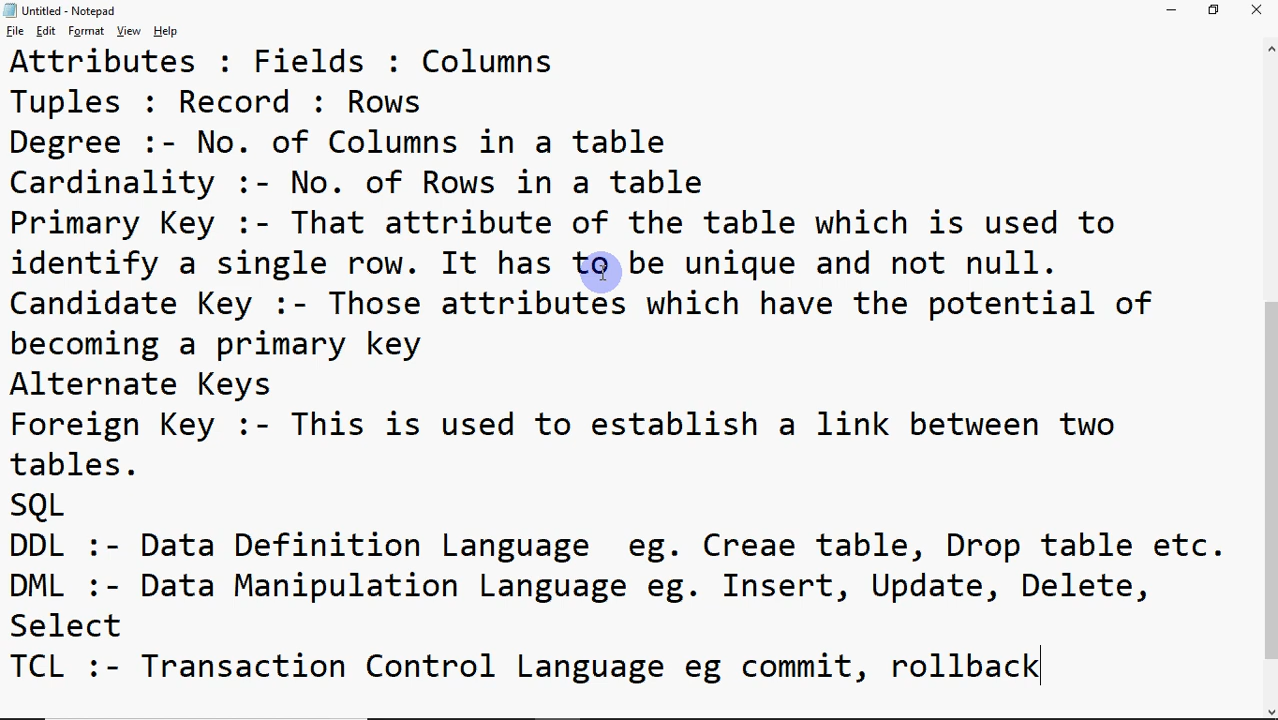 Untitled - Notepad
File Edit Format View Help
Attributes : Fields : Columns
Tuples : Record : Rows
Degree :- No. of Columns in a table
Cardinality :- No. of Rows in a table
Primary Key :- That attribute of the table which is used to
identify a single row. It has to be unique and not null.
Candidate Key :- Those attributes which have the potential of
becoming a primary key
Alternate Keys
Foreign Key :- This is used to establish a link between two
tables.
SQL
DDL :- Data Definition Language  eg. Creae table, Drop table etc.
DML :- Data Manipulation Language eg. Insert, Update, Delete,
Select
TCL :- Transaction Control Language eg commit, rollback